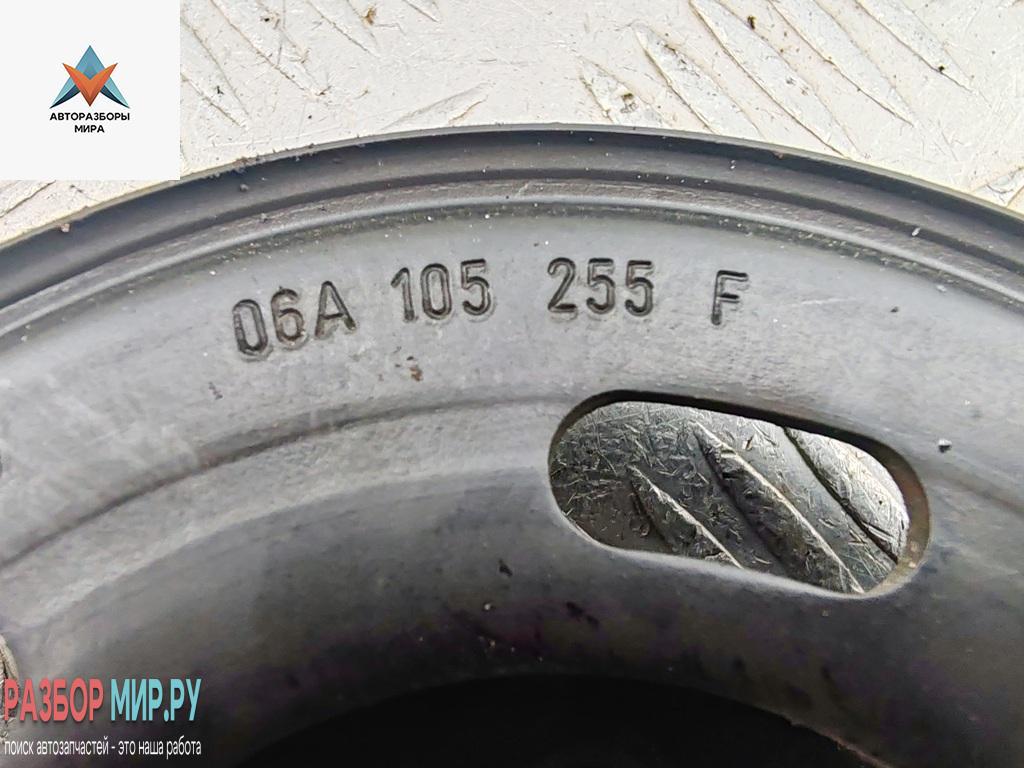 АВТОРАЗБОРЫ
МИРА
06A 105 255 F
РАЗБОР МИР.РУ
поиск автозапчастей - это наша работа